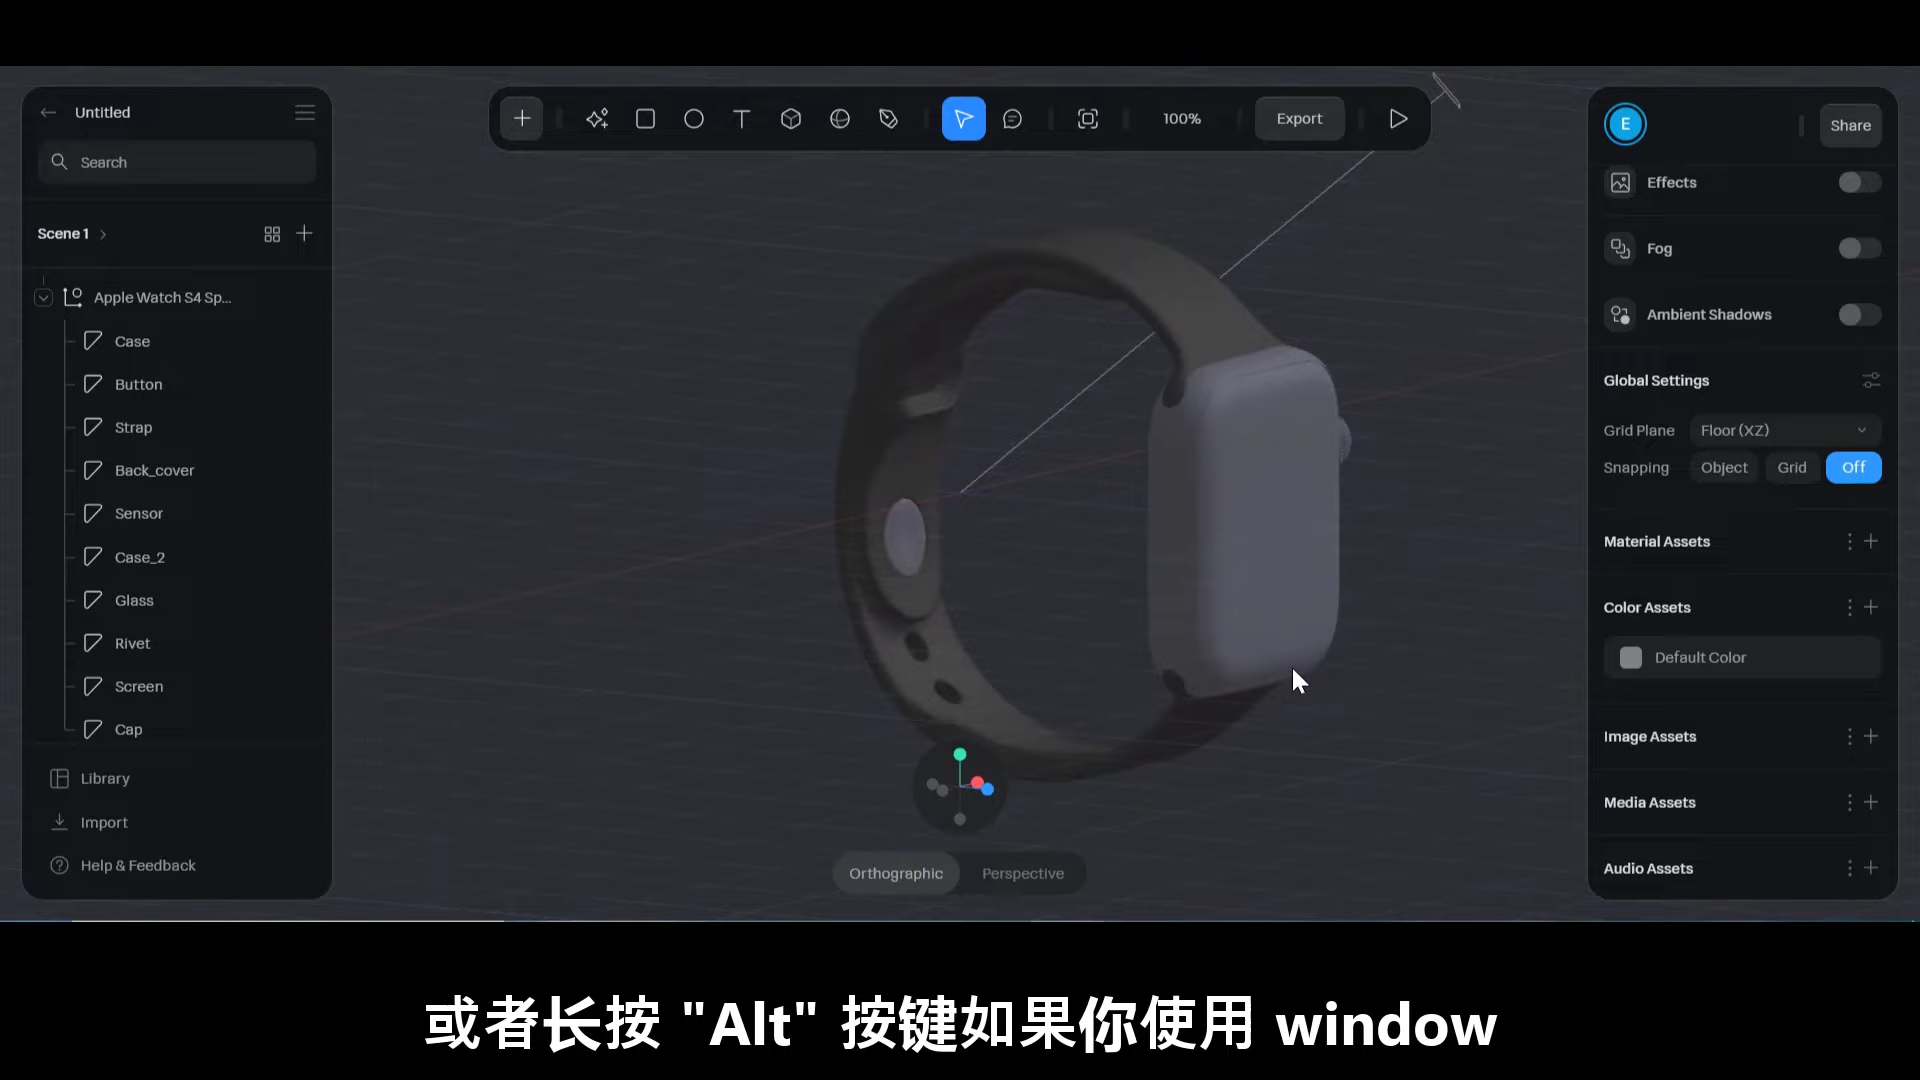 Untitled
Search
Scene 1
Apple Watch S4 Sp...
Case
Button
Strap
Back_cover
Sensor
Case_2
Glass
Rivet
Screen
Cap
Library
Import
Help & Feedback
100%
Export
Orthographic
Perspective
E
Share
Effects
Fog
Ambient Shadows
Global Settings
Grid Plane Floor (XZ)
Snapping Object Grid Off
Material Assets
Color Assets
Default Color
Image Assets
Media Assets
Audio Assets
或者长按 "Alt" 按键如果你使用 window